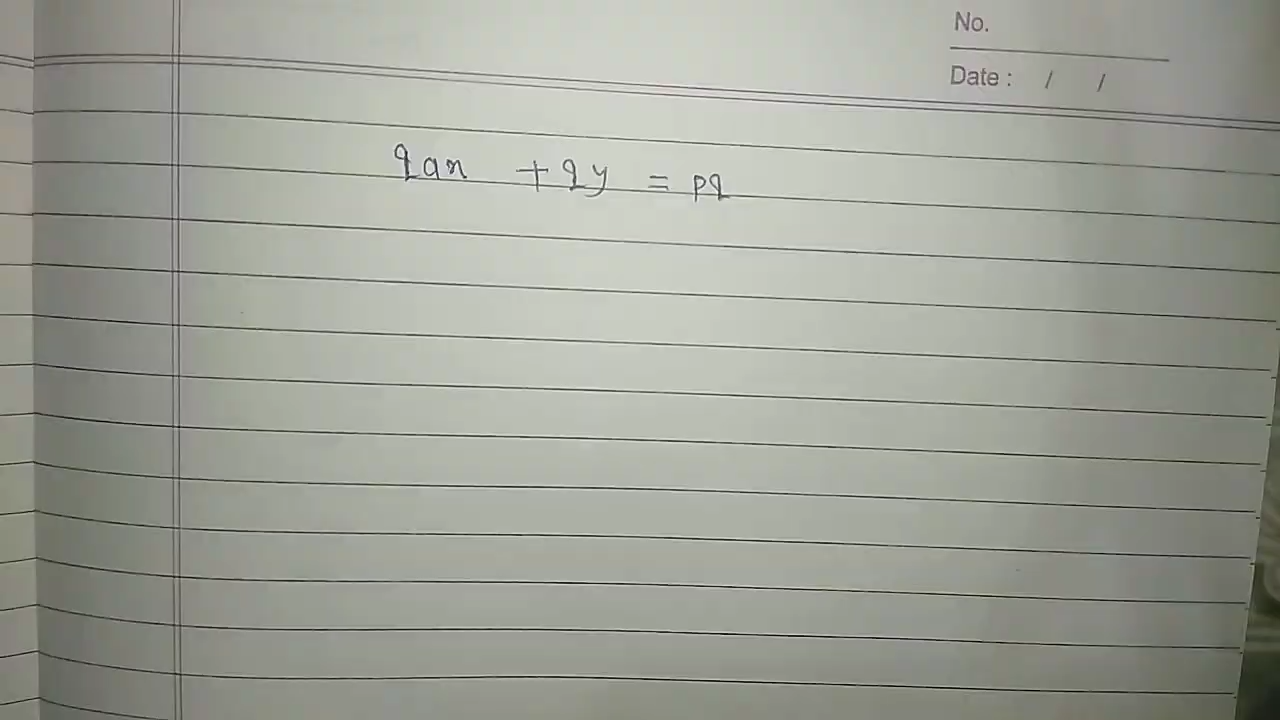 No.
Date : / /
qax + qy = pq